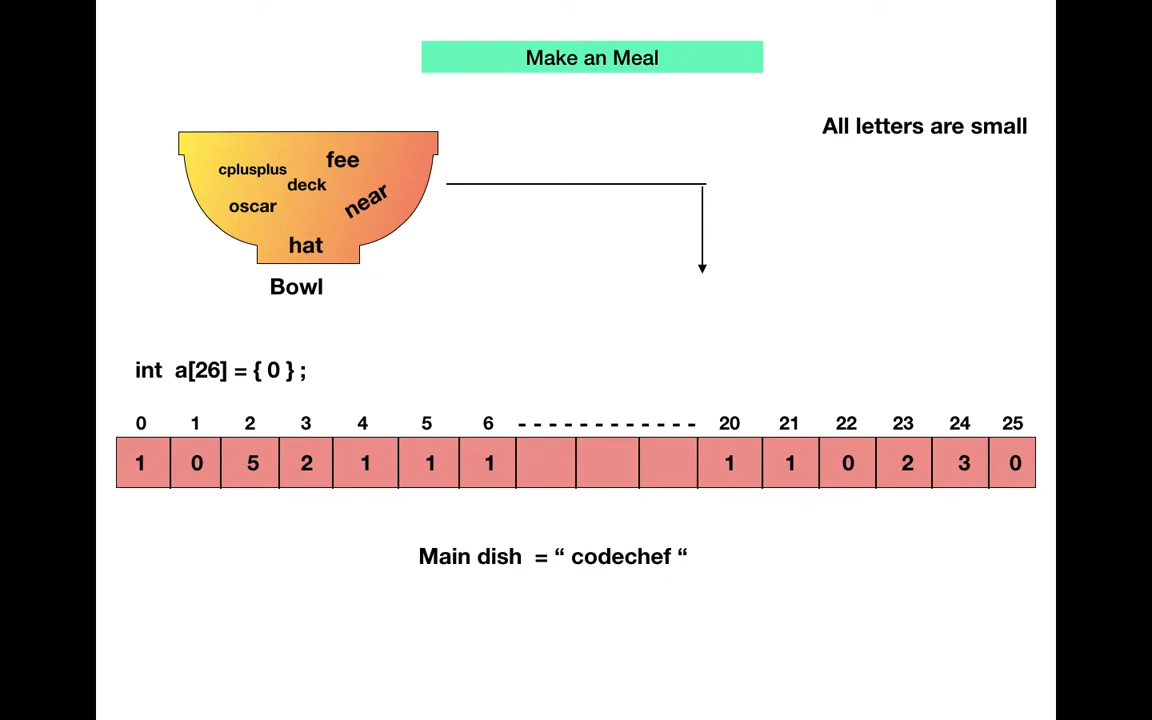 Make an Meal
All letters are small
fee
cplusplus
deck
near
oscar
hat
Bowl
int a[26] = { 0 } ;
0 1 2 3 4 5 6 - - - - - - - - - - - - 20 21 22 23 24 25
1 0 5 2 1 1 1 1 1 0 2 3 0
Main dish = “ codechef “